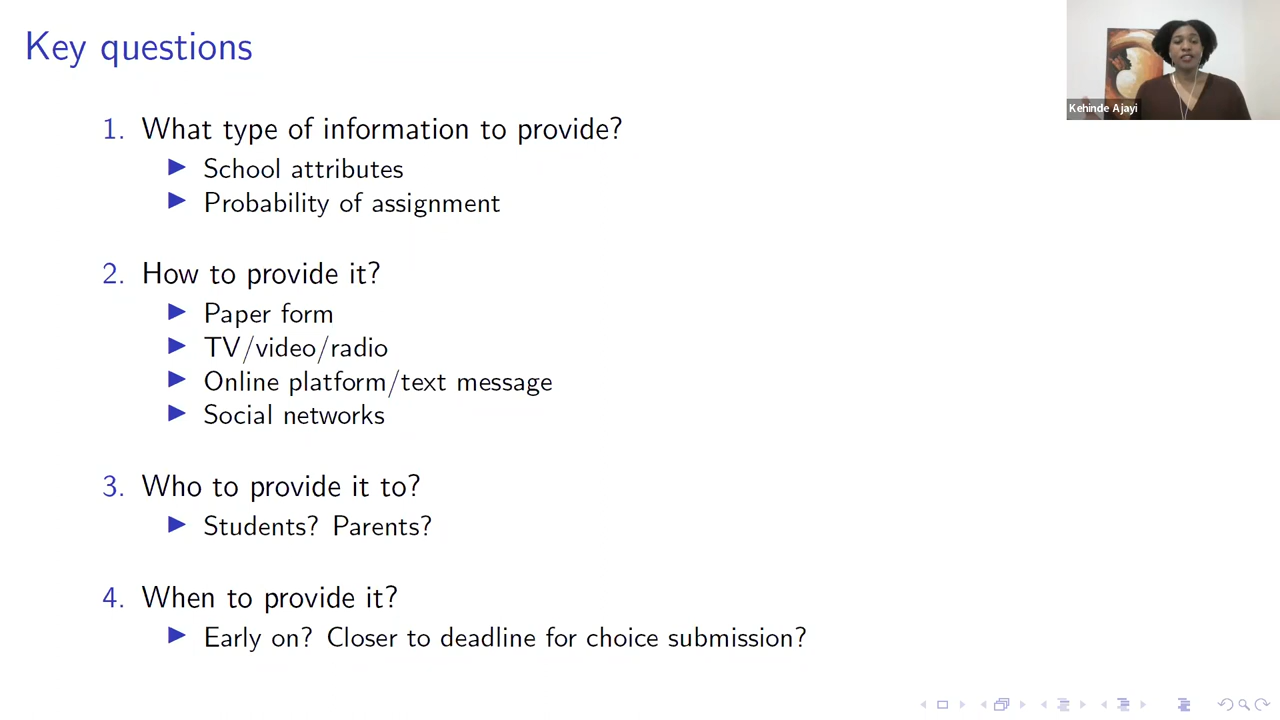 Key questions
Kehinde Ajayi
1. What type of information to provide?
School attributes
Probability of assignment
2. How to provide it?
Paper form
TV/video/radio
Online platform/text message
Social networks
3. Who to provide it to?
Students? Parents?
4. When to provide it?
Early on? Closer to deadline for choice submission?